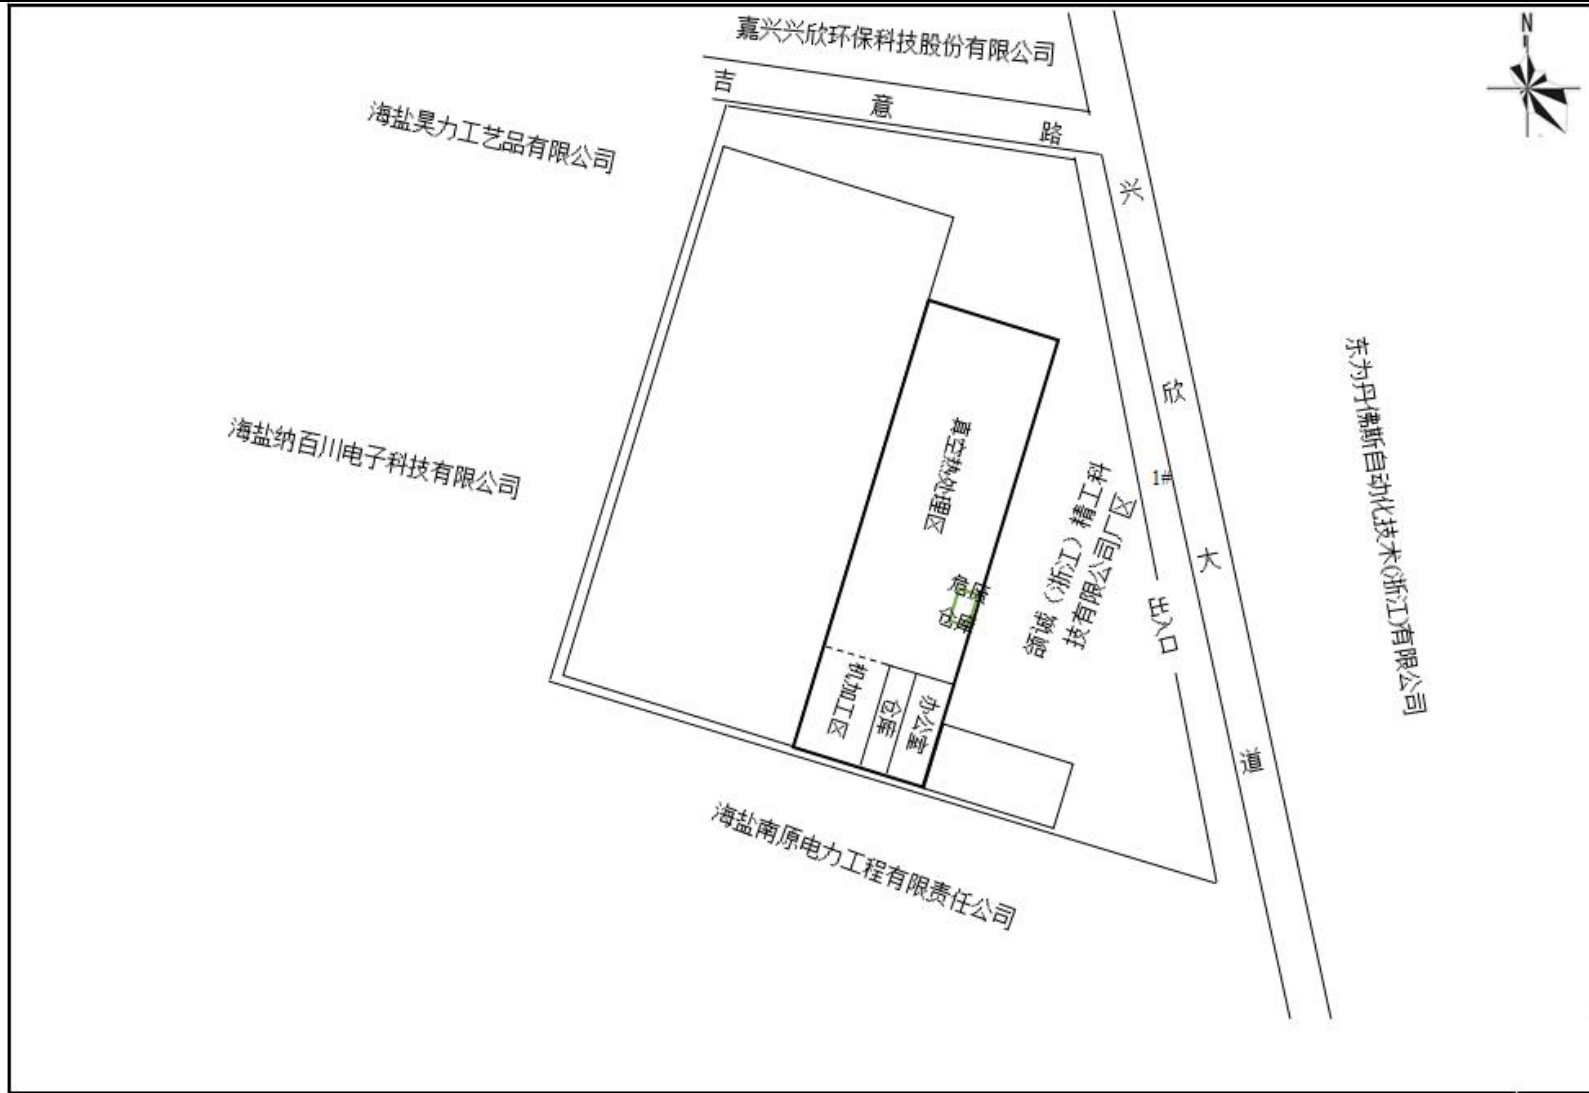 嘉兴兴欣环保科技股份有限公司
N
吉意路
海盐昊力工艺品有限公司
兴欣大道
东为丹佛斯自动化技术(浙江)有限公司
海盐纳百川电子科技有限公司
真空热处理区
1#
颌诚（浙江）精工科
技有限公司厂区
危废
仓库
出入口
机加工区
仓库
办公室
海盐南原电力工程有限责任公司